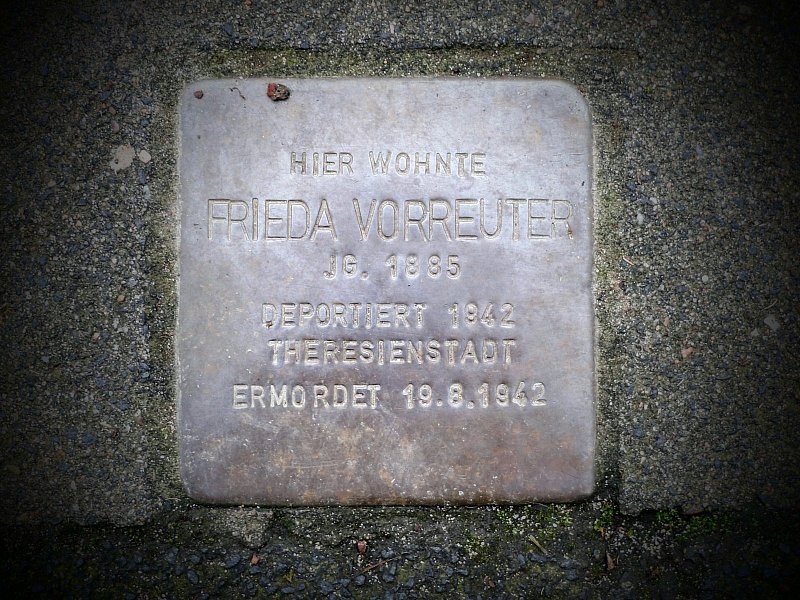 HIER WOHNTE
FRIEDA VORREUTER
JG. 1885
DEPORTIERT 1942
THERESIENSTADT
ERMORDET 19.8.1942